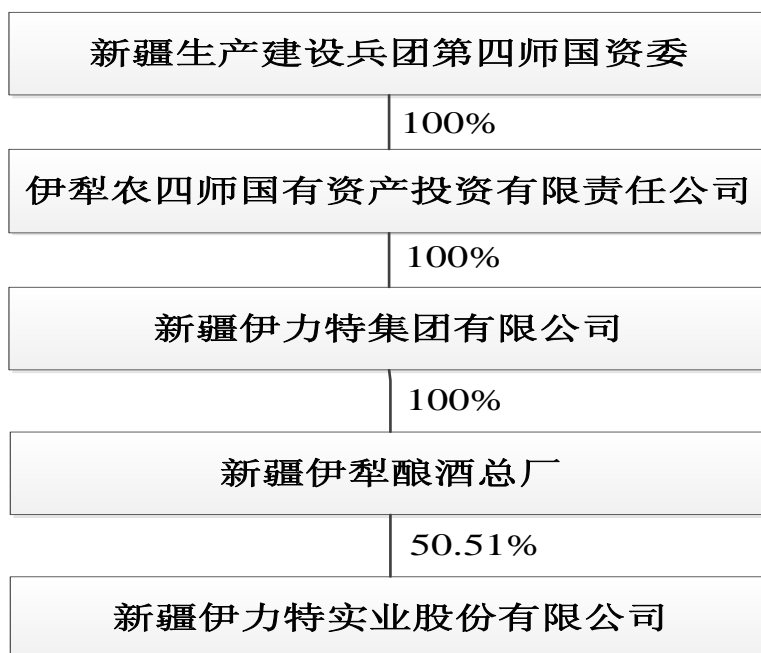 新疆生产建设兵团第四师国资委
100%
伊犁农四师国有资产投资有限责任公司
100%
新疆伊力特集团有限公司
100%
新疆伊犁酿酒总厂
50.51%
新疆伊力特实业股份有限公司